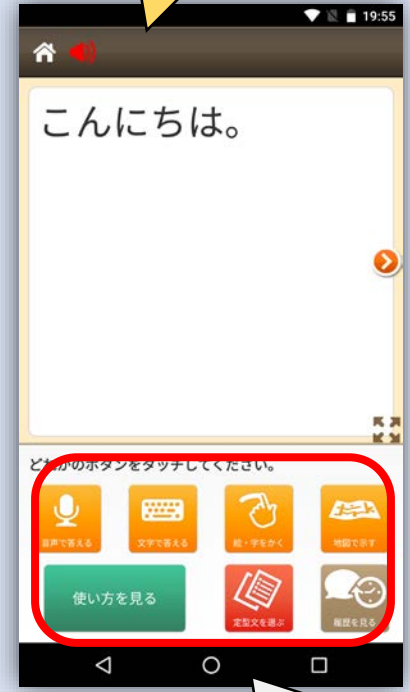 19:55
こんにちは。
どれかのボタンをタッチしてください。
音声で答える
文字で答える
絵・字をかく
地図で示す
使い方を見る
定型文を選ぶ
履歴を見る